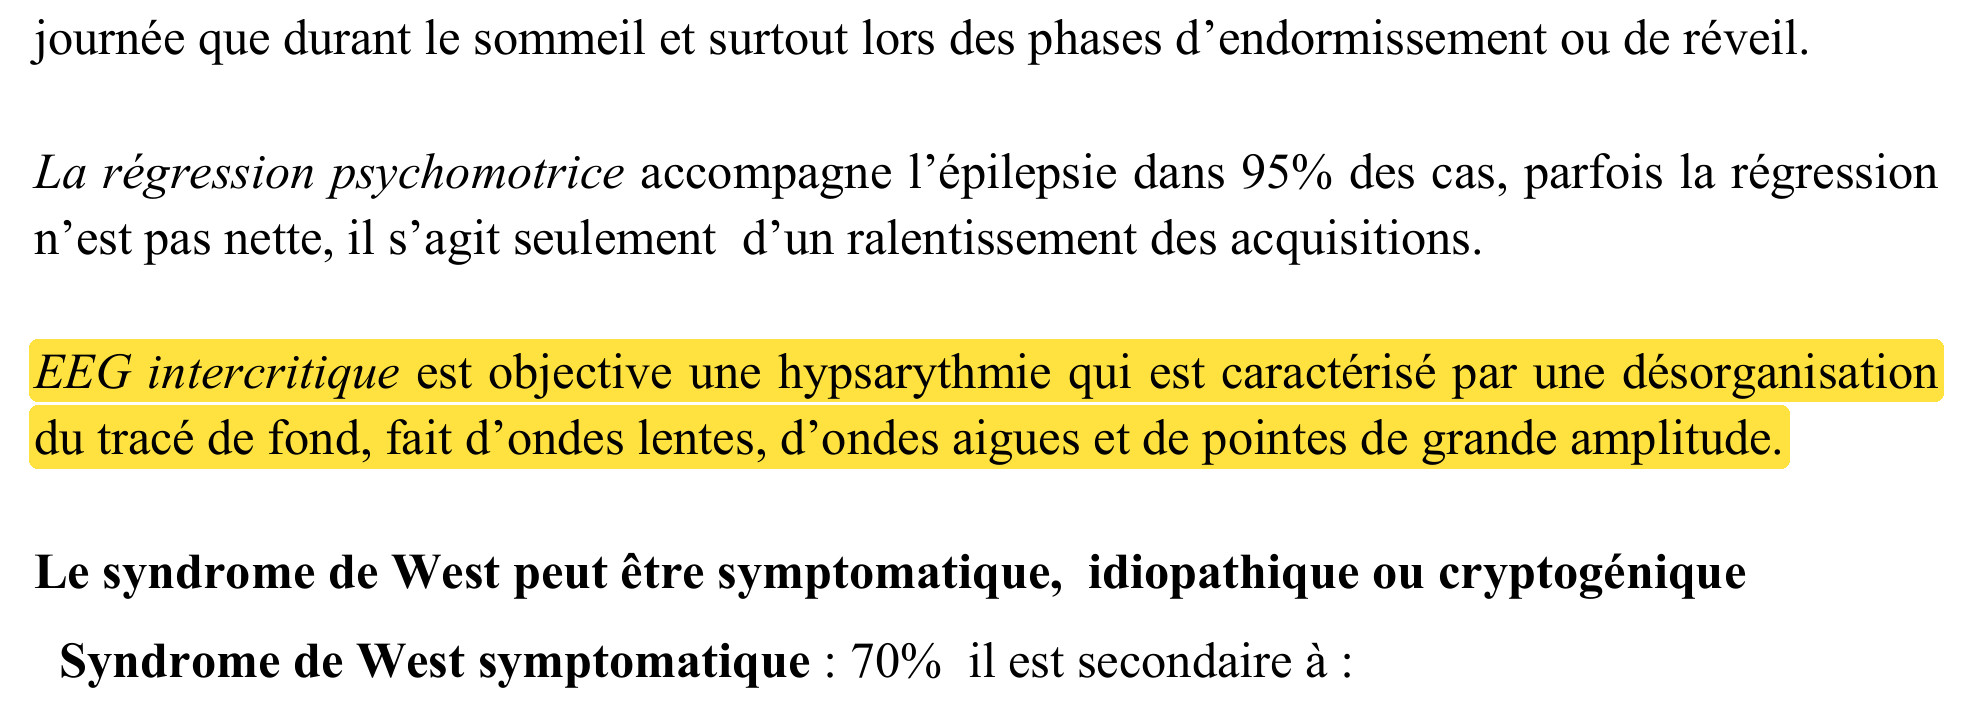 journée que durant le sommeil et surtout lors des phases d’endormissement ou de réveil.
La régression psychomotrice accompagne l’épilepsie dans 95% des cas, parfois la régression
n’est pas nette, il s’agit seulement  d’un ralentissement des acquisitions.
EEG intercritique est objective une hypsarythmie qui est caractérisé par une désorganisation
du tracé de fond, fait d’ondes lentes, d’ondes aigues et de pointes de grande amplitude.
Le syndrome de West peut être symptomatique,  idiopathique ou cryptogénique
Syndrome de West symptomatique : 70%  il est secondaire à :